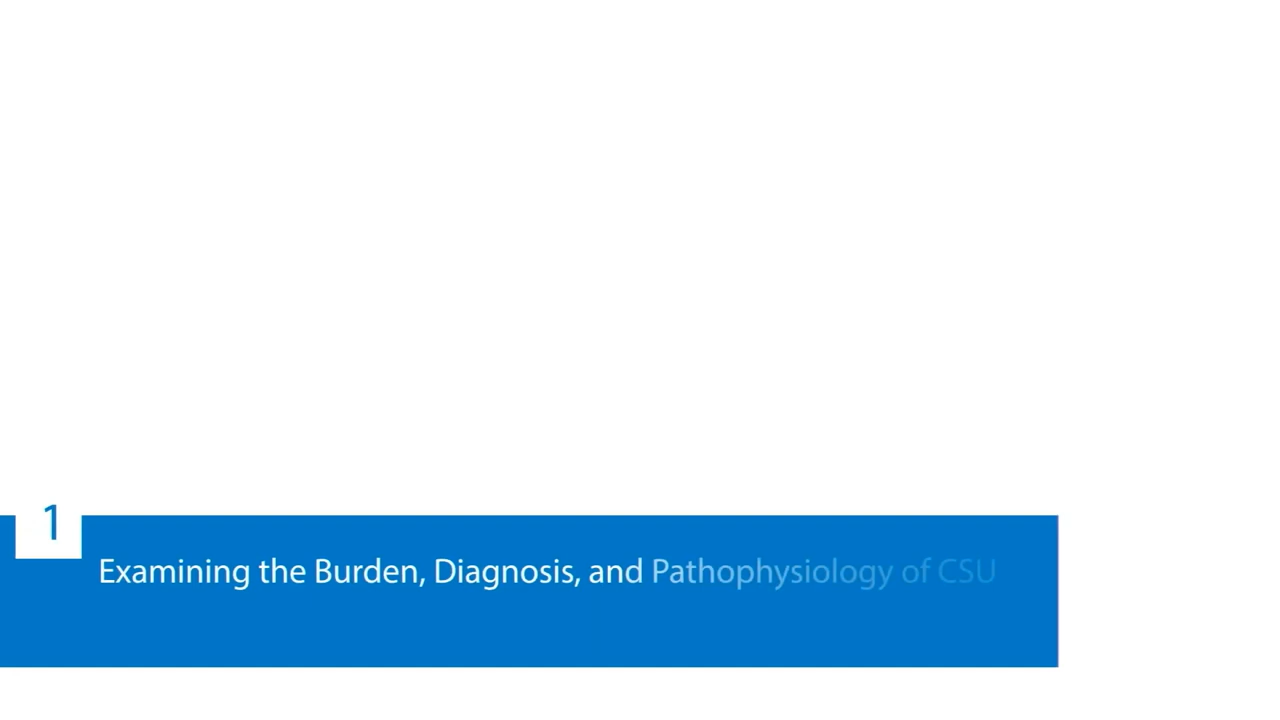 1
Examining the Burden, Diagnosis, and Pathophysiology of CSU